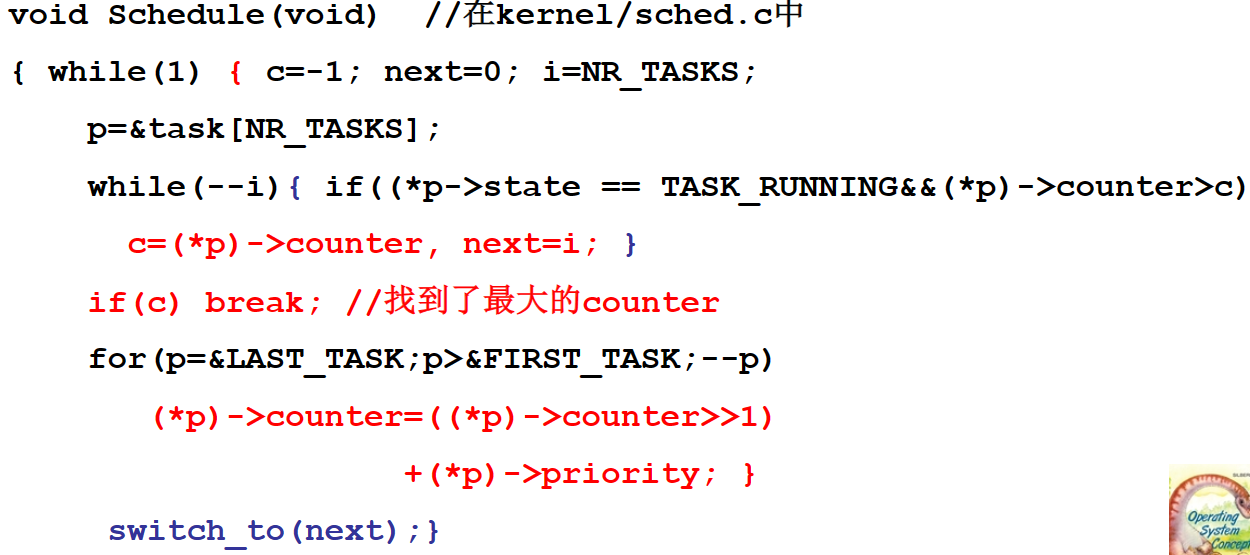 void Schedule(void)  //在kernel/sched.c中
{ while(1) { c=-1; next=0; i=NR_TASKS;
p=&task[NR_TASKS];
while(--i){ if((*p->state == TASK_RUNNING&&(*p)->counter>c)
c=(*p)->counter, next=i; }
if(c) break; //找到了最大的counter
for(p=&LAST_TASK;p>&FIRST_TASK;--p)
(*p)->counter=((*p)->counter>>1)
+(*p)->priority; }
switch_to(next);}
Operating
System